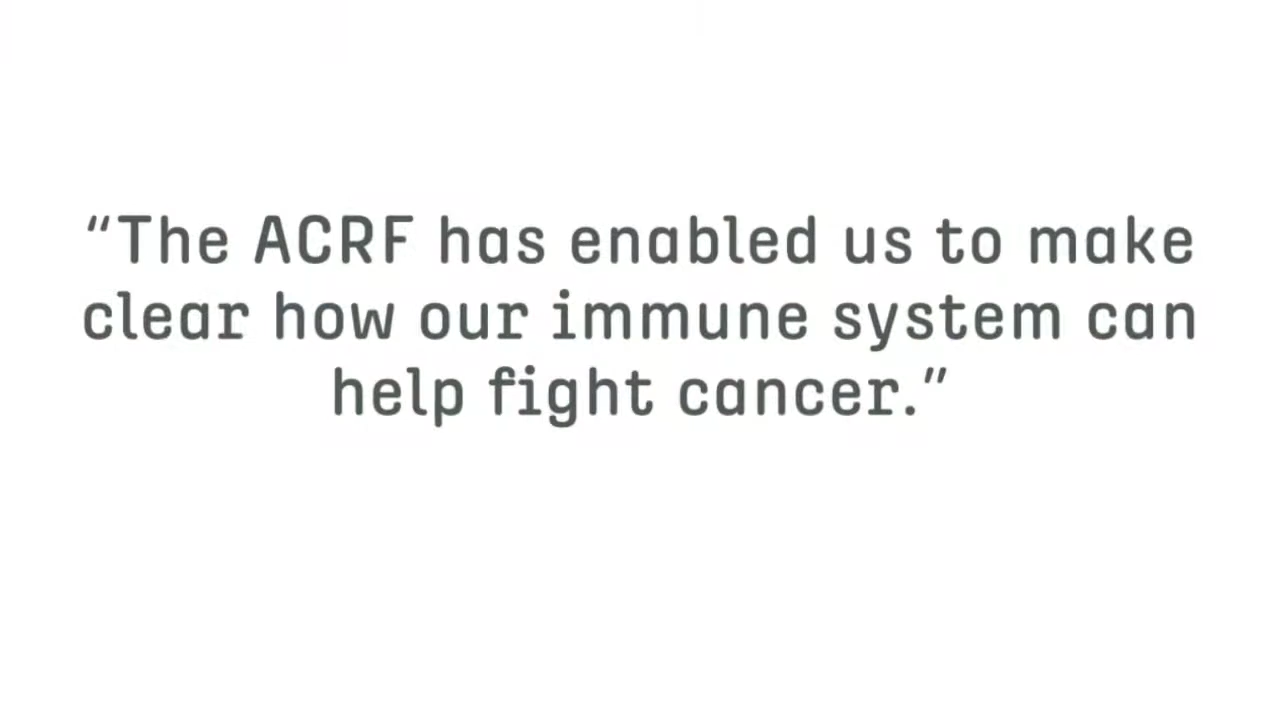 “The ACRF has enabled us to make
clear how our immune system can
help fight cancer.”